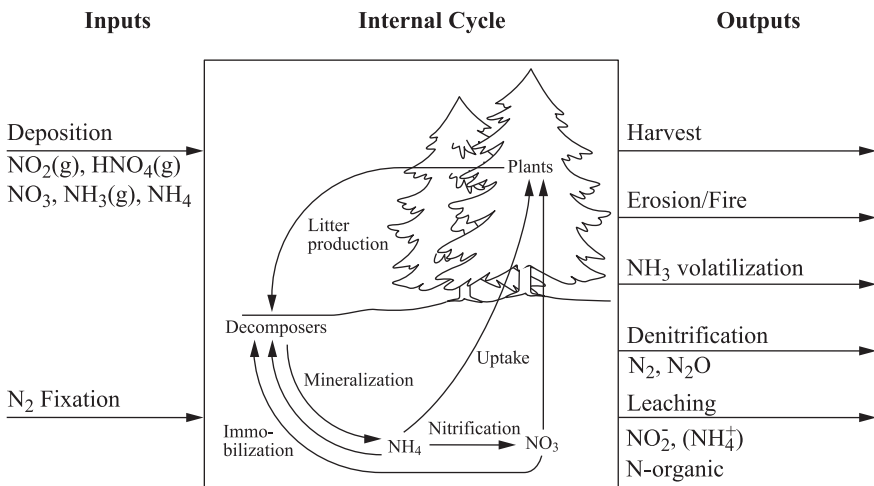 Inputs
Internal Cycle
Outputs
Deposition
NO₂(g), HNO₄(g)
NO₃, NH₃(g), NH₄
N₂ Fixation
Plants
Litter
production
Decomposers
Mineralization
Uptake
Immo-
bilization
NH₄
Nitrification
NO₃
Harvest
Erosion/Fire
NH₃ volatilization
Denitrification
N₂, N₂O
Leaching
NO₂⁻, (NH₄⁺)
N-organic